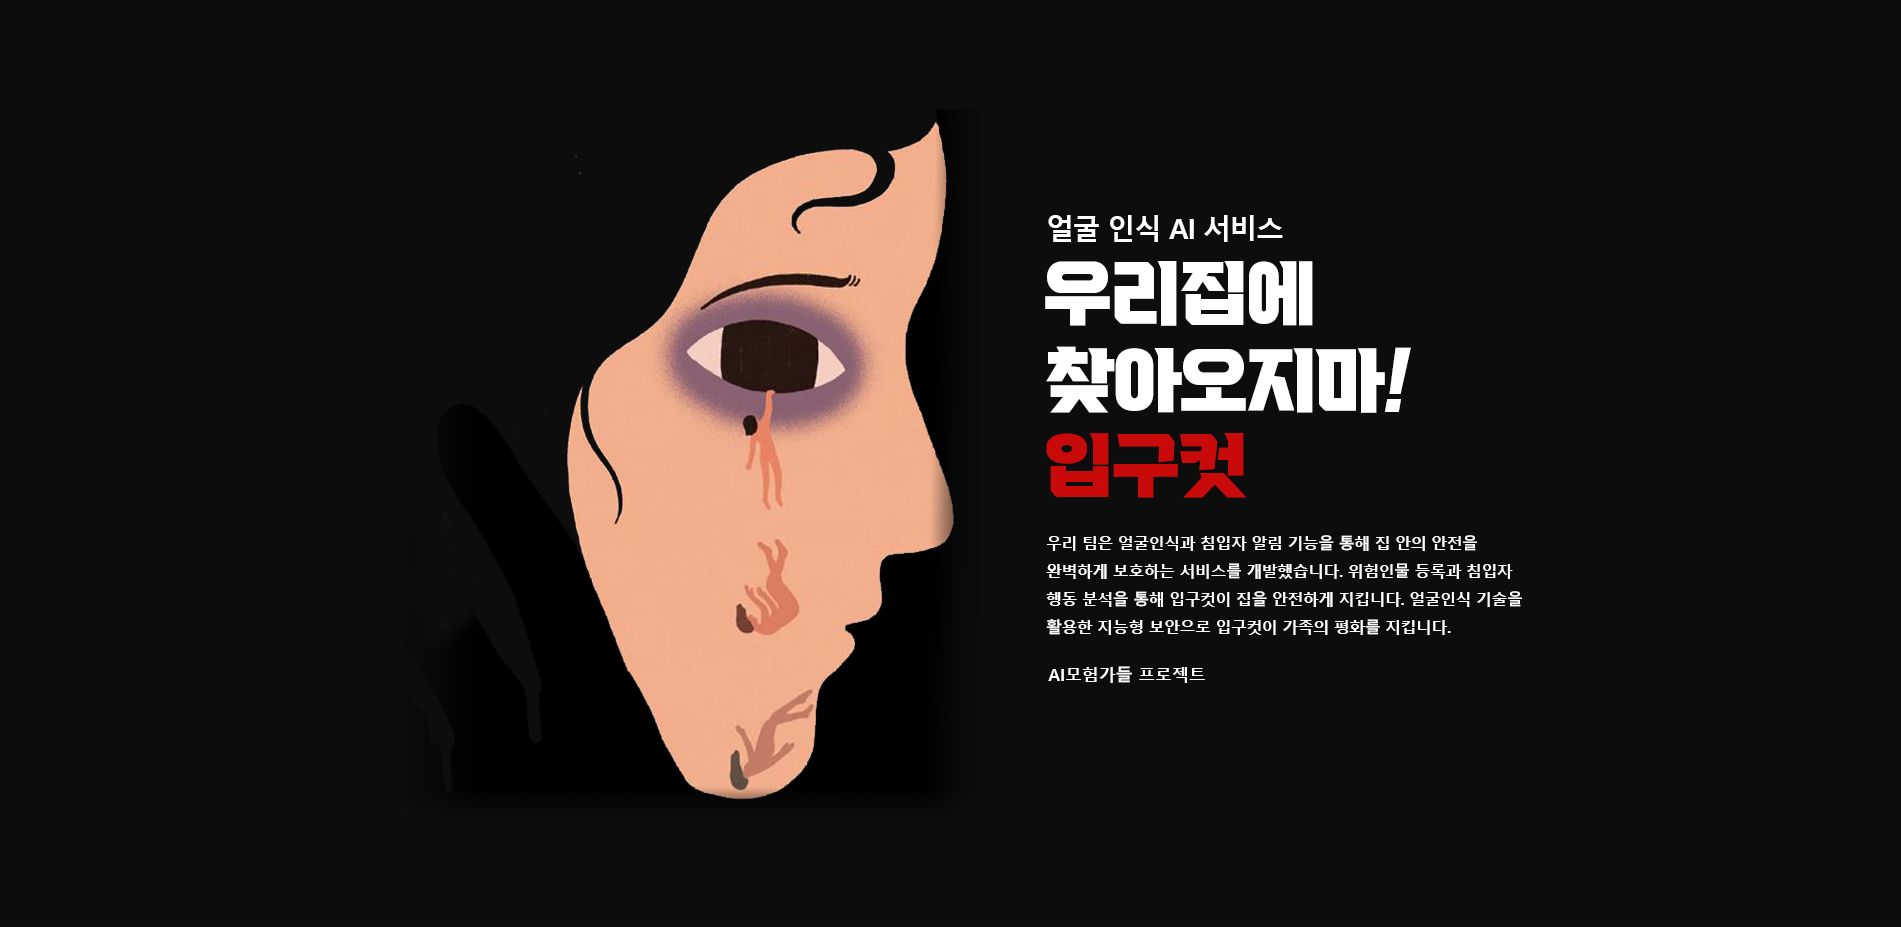 얼굴 인식 AI 서비스
우리집에
찾아오지마!
입구컷
우리 팀은 얼굴인식과 침입자 알림 기능을 통해 집 안의 안전을
완벽하게 보호하는 서비스를 개발했습니다. 위험인물 등록과 침입자
행동 분석을 통해 입구컷이 집을 안전하게 지킵니다. 얼굴인식 기술을
활용한 지능형 보안으로 입구컷이 가족의 평화를 지킵니다.
AI모험가들 프로젝트